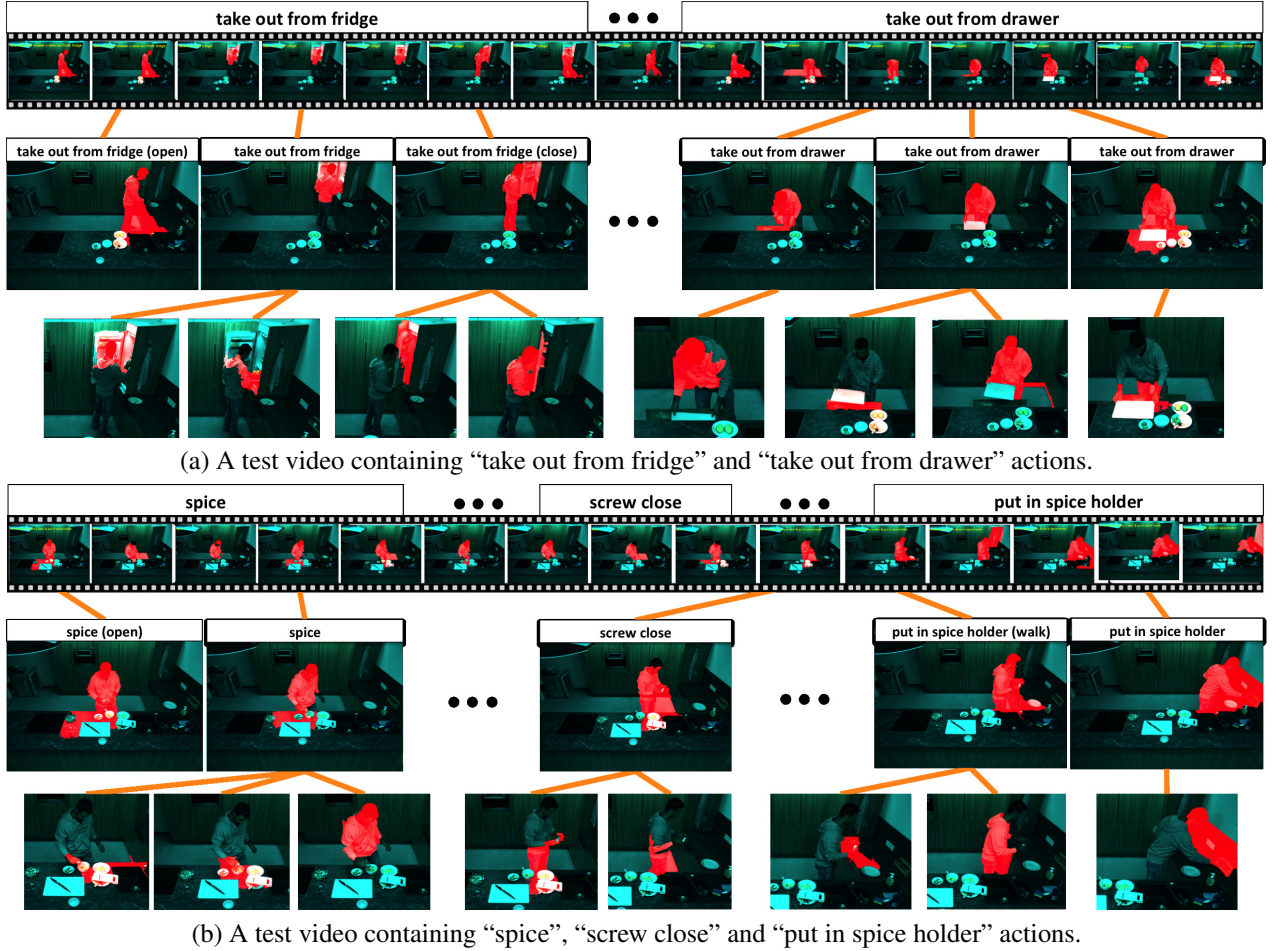 take out from fridge
take out from drawer
take out from fridge (open)
take out from fridge
take out from fridge (close)
take out from drawer
take out from drawer
take out from drawer
(a) A test video containing “take out from fridge” and “take out from drawer” actions.
spice
screw close
put in spice holder
spice (open)
spice
screw close
put in spice holder (walk)
put in spice holder
(b) A test video containing “spice”, “screw close” and “put in spice holder” actions.